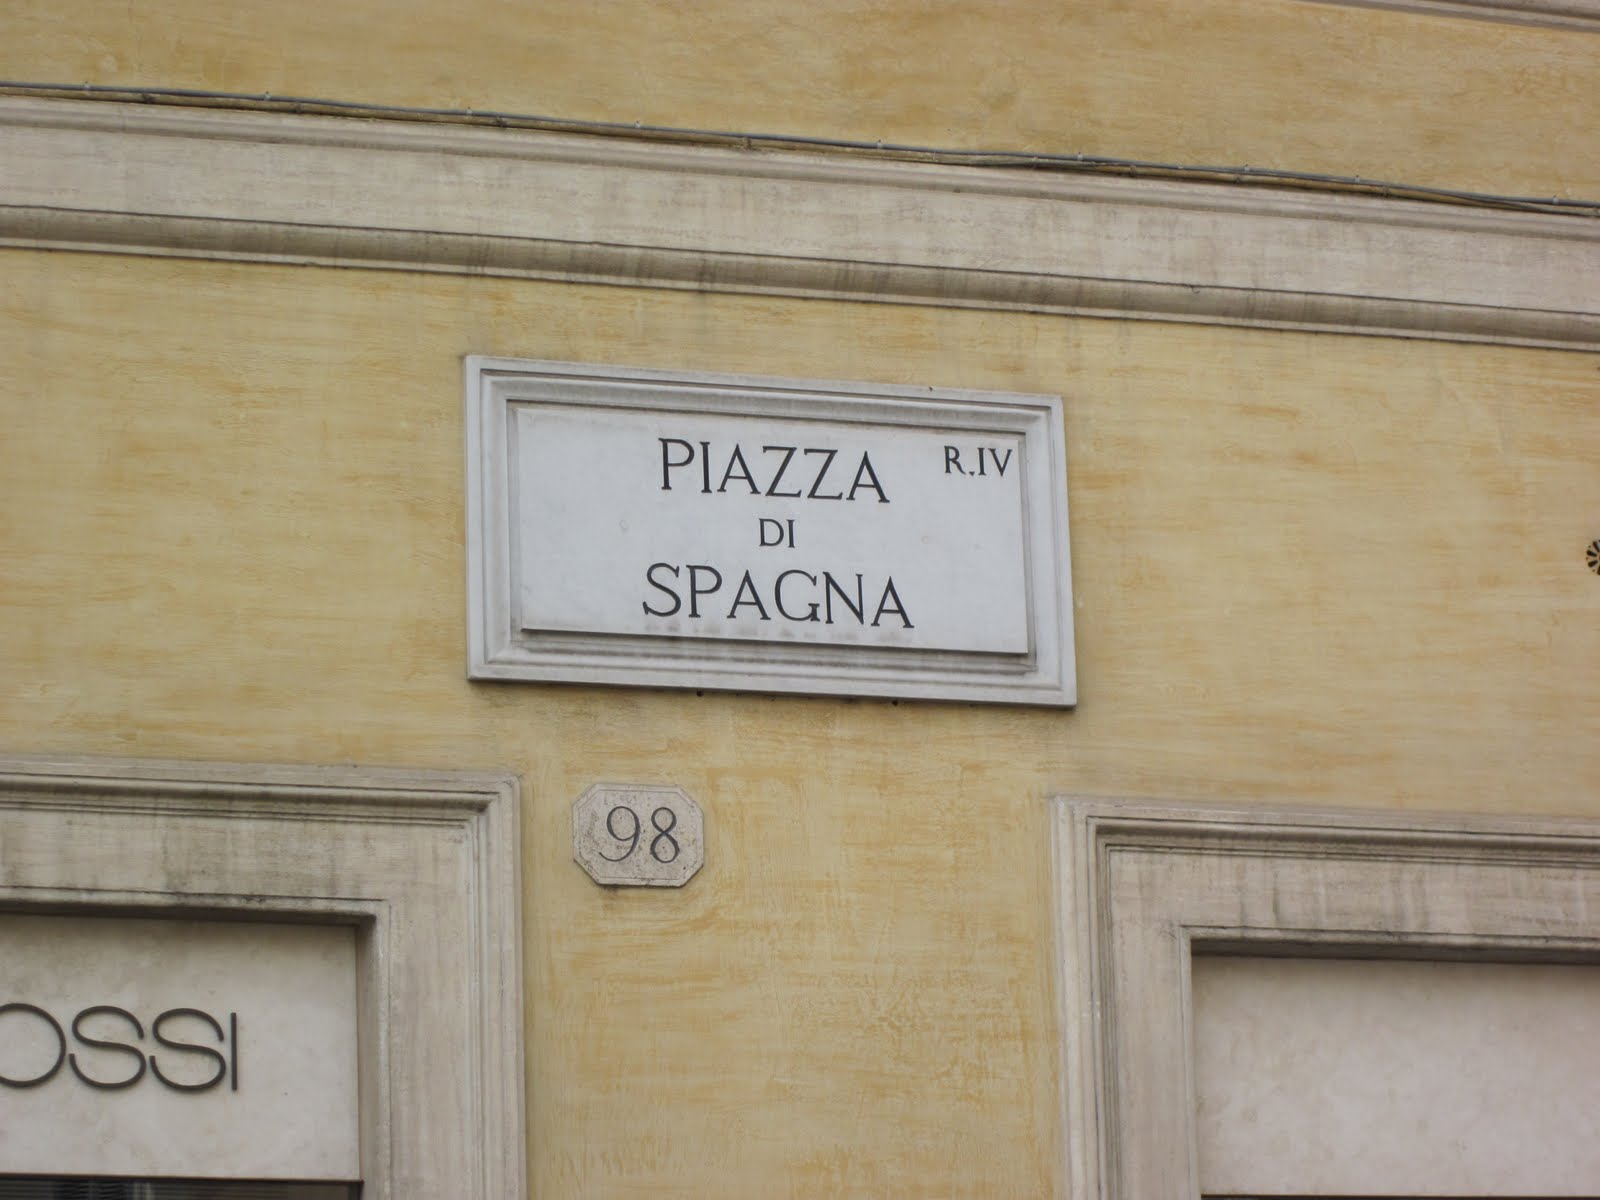 PIAZZA R.IV
DI
SPAGNA
98
OSSI